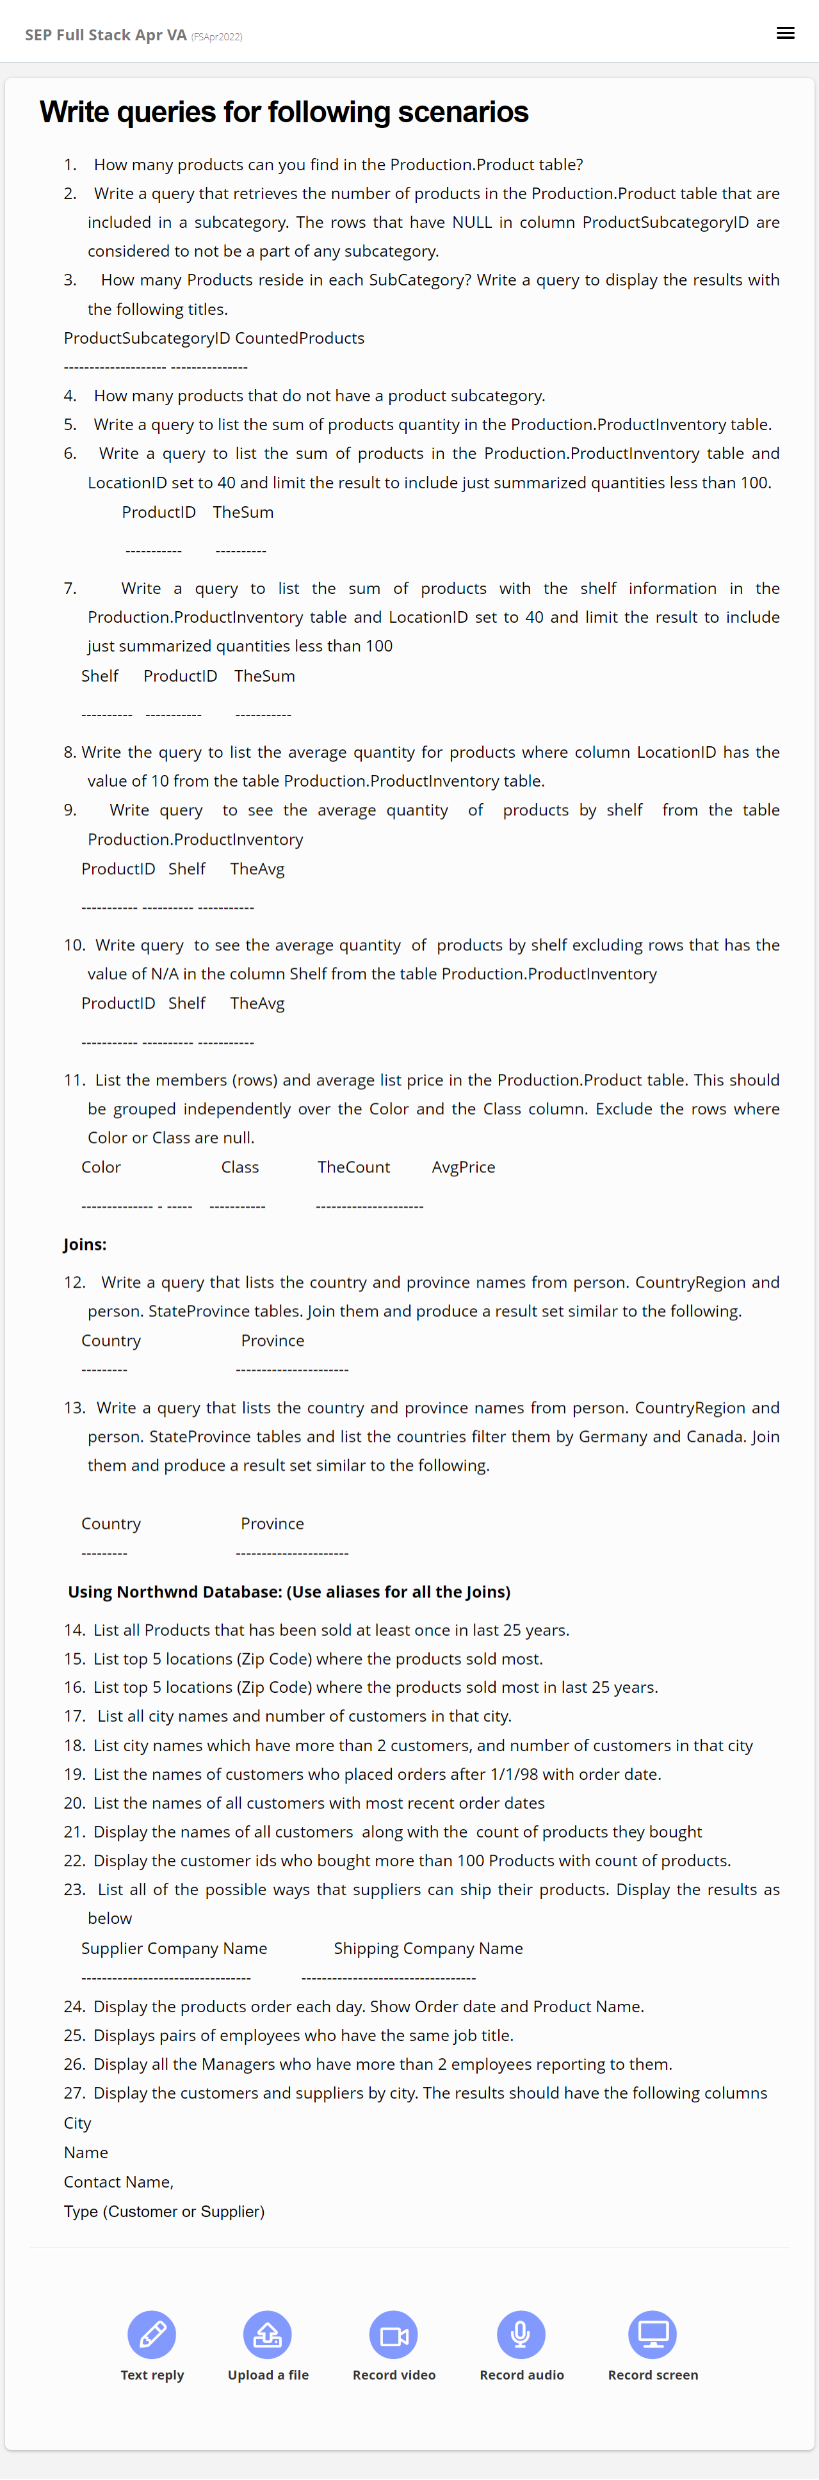 SEP Full Stack Apr VA (FSApr2022)
Write queries for following scenarios
1. How many products can you find in the Production.Product table?
2. Write a query that retrieves the number of products in the Production.Product table that are
included in a subcategory. The rows that have NULL in column ProductSubcategoryID are
considered to not be a part of any subcategory.
3. How many Products reside in each SubCategory? Write a query to display the results with
the following titles.
ProductSubcategoryID CountedProducts
-------------------- ---------------
4. How many products that do not have a product subcategory.
5. Write a query to list the sum of products quantity in the Production.ProductInventory table.
6. Write a query to list the sum of products in the Production.ProductInventory table and
LocationID set to 40 and limit the result to include just summarized quantities less than 100.
ProductID TheSum
----------- ----------
7. Write a query to list the sum of products with the shelf information in the
Production.ProductInventory table and LocationID set to 40 and limit the result to include
just summarized quantities less than 100
Shelf ProductID TheSum
---------- ----------- -----------
8. Write the query to list the average quantity for products where column LocationID has the
value of 10 from the table Production.ProductInventory table.
9. Write query to see the average quantity of products by shelf from the table
Production.ProductInventory
ProductID Shelf TheAvg
----------- ---------- -----------
10. Write query to see the average quantity of products by shelf excluding rows that has the
value of N/A in the column Shelf from the table Production.ProductInventory
ProductID Shelf TheAvg
----------- ---------- -----------
11. List the members (rows) and average list price in the Production.Product table. This should
be grouped independently over the Color and the Class column. Exclude the rows where
Color or Class are null.
Color Class TheCount AvgPrice
-------------- - ----- ----------- ---------------------
Joins:
12. Write a query that lists the country and province names from person. CountryRegion and
person. StateProvince tables. Join them and produce a result set similar to the following.
Country Province
--------- ----------------------
13. Write a query that lists the country and province names from person. CountryRegion and
person. StateProvince tables and list the countries filter them by Germany and Canada. Join
them and produce a result set similar to the following.
Country Province
--------- ----------------------
Using Northwnd Database: (Use aliases for all the Joins)
14. List all Products that has been sold at least once in last 25 years.
15. List top 5 locations (Zip Code) where the products sold most.
16. List top 5 locations (Zip Code) where the products sold most in last 25 years.
17. List all city names and number of customers in that city.
18. List city names which have more than 2 customers, and number of customers in that city
19. List the names of customers who placed orders after 1/1/98 with order date.
20. List the names of all customers with most recent order dates
21. Display the names of all customers along with the count of products they bought
22. Display the customer ids who bought more than 100 Products with count of products.
23. List all of the possible ways that suppliers can ship their products. Display the results as
below
Supplier Company Name Shipping Company Name
--------------------------------- ----------------------------------
24. Display the products order each day. Show Order date and Product Name.
25. Displays pairs of employees who have the same job title.
26. Display all the Managers who have more than 2 employees reporting to them.
27. Display the customers and suppliers by city. The results should have the following columns
City
Name
Contact Name,
Type (Customer or Supplier)
Text reply Upload a file Record video Record audio Record screen